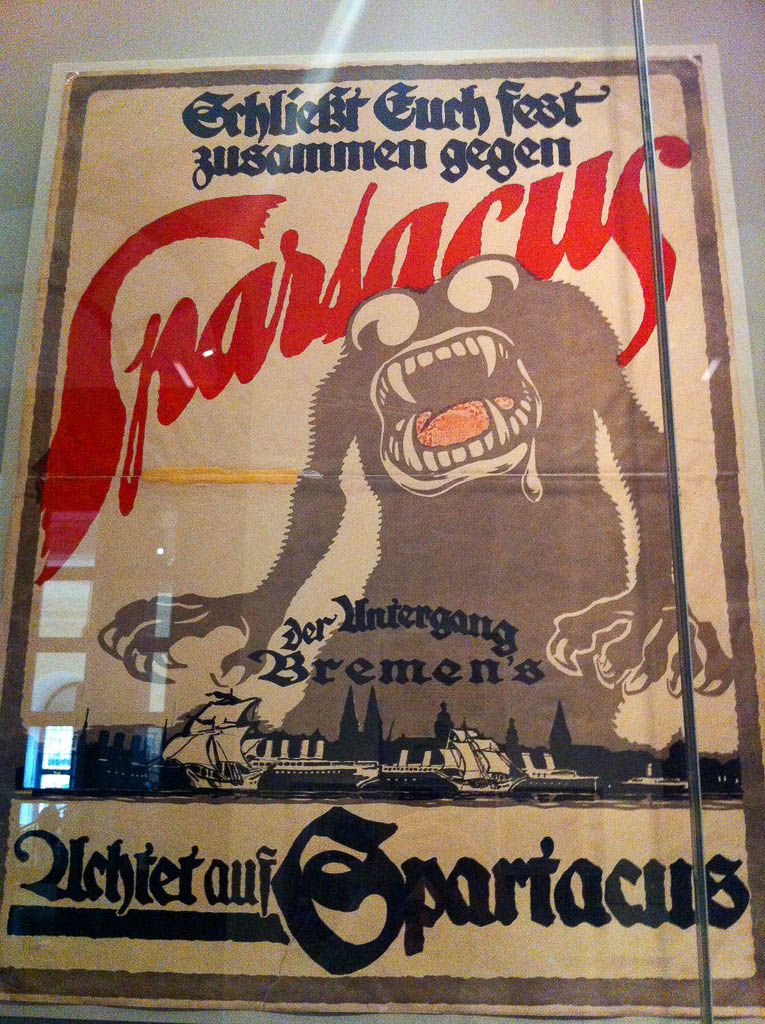 Schließt Euch fest
zusammen gegen
Spartacus
der Untergang
Bremen's
Achtet auf Spartacus